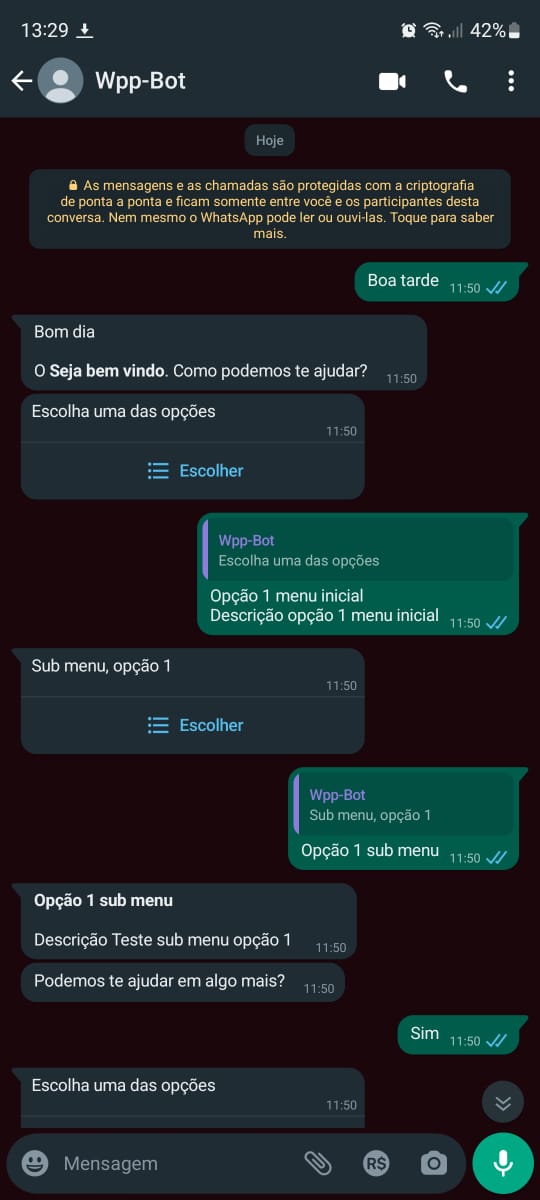 13:29
42%
Wpp-Bot
Hoje
As mensagens e as chamadas são protegidas com a criptografia
de ponta a ponta e ficam somente entre você e os participantes desta
conversa. Nem mesmo o WhatsApp pode ler ou ouvi-las. Toque para saber
mais.
Boa tarde
11:50
Bom dia
O Seja bem vindo. Como podemos te ajudar?
11:50
Escolha uma das opções
11:50
Escolher
Wpp-Bot
Escolha uma das opções
Opção 1 menu inicial
Descrição opção 1 menu inicial
11:50
Sub menu, opção 1
11:50
Escolher
Wpp-Bot
Sub menu, opção 1
Opção 1 sub menu
11:50
Opção 1 sub menu
Descrição Teste sub menu opção 1
11:50
Podemos te ajudar em algo mais?
11:50
Sim
11:50
Escolha uma das opções
11:50
Mensagem
R$